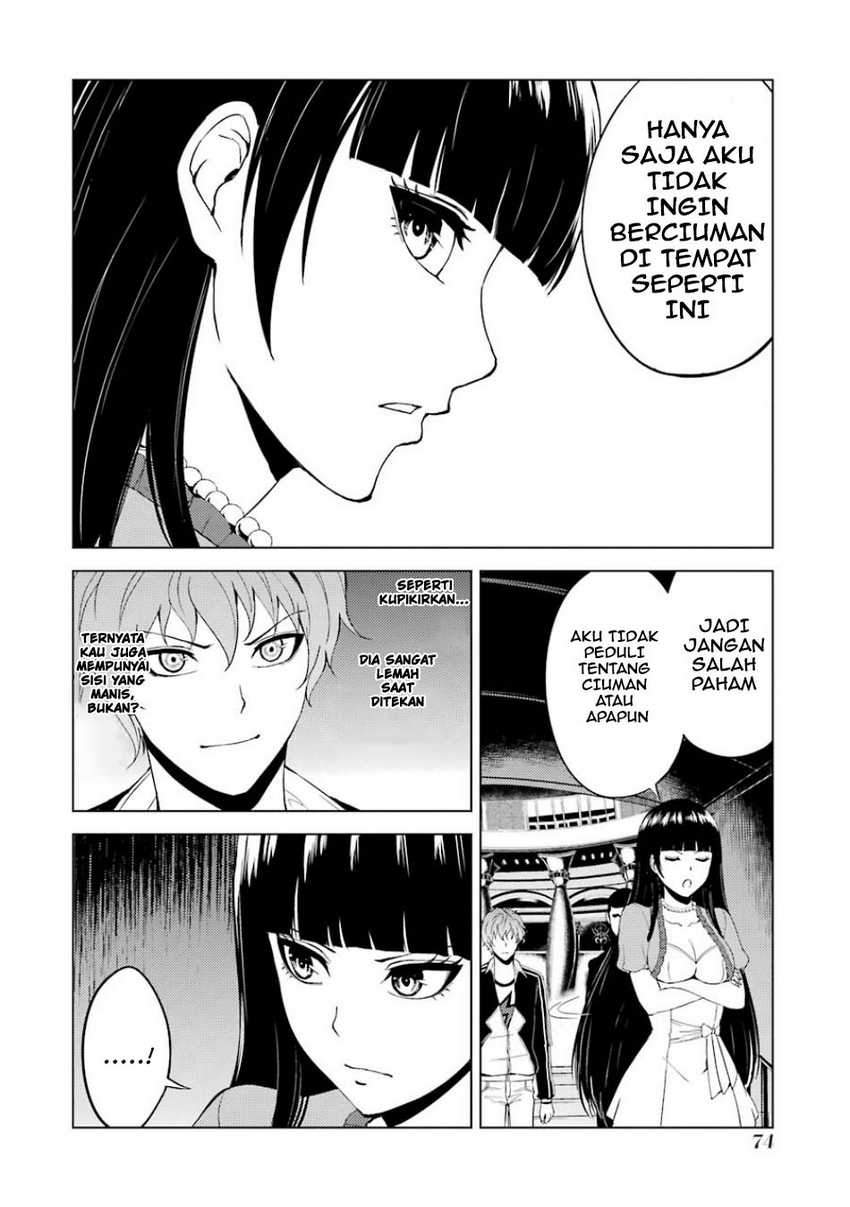 HANYA
SAJA AKU
TIDAK
INGIN
BERCIUMAN
DI TEMPAT
SEPERTI
INI
JADI
JANGAN
SALAH
PAHAM
AKU TIDAK
PEDULI
TENTANG
CIUMAN
ATAU
APAPUN
SEPERTI
KUPIKIRKAN...
DIA SANGAT
LEMAH
SAAT
DITEKAN
TERNYATA
KAU JUGA
MEMPUNYAI
SISI YANG
MANIS,
BUKAN?
.....!
74